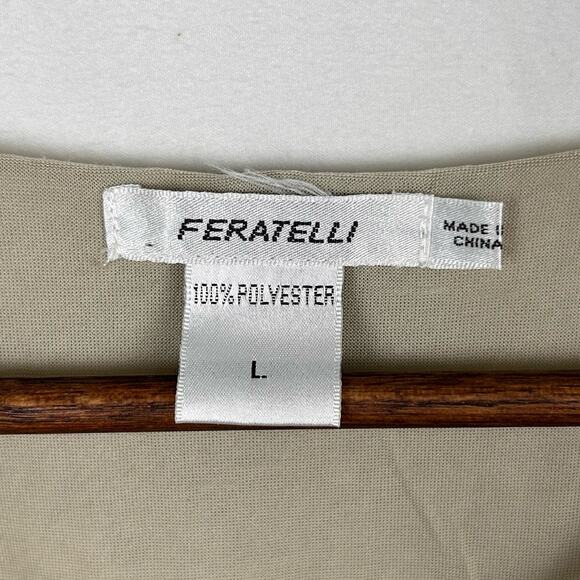 FERATELLI
MADE I
CHINA
100% POLYESTER
L.